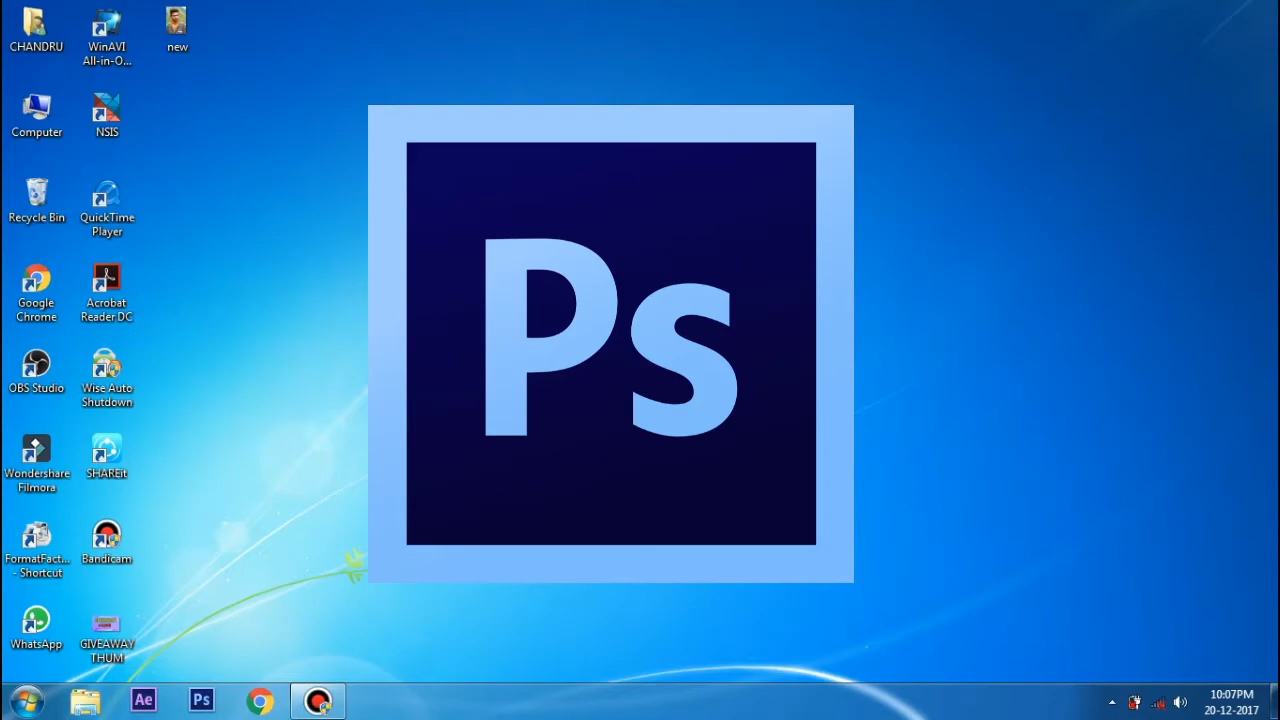 CHANDRU
WinAVI
All-in-O...
new
Computer
NSIS
Recycle Bin
QuickTime
Player
Google
Chrome
Acrobat
Reader DC
OBS Studio
Wise Auto
Shutdown
Wondershare
Filmora
SHAREit
FormatFact...
- Shortcut
Bandicam
WhatsApp
GIVEAWAY
THUM
Ps
Ae
Ps
10:07PM
20-12-2017